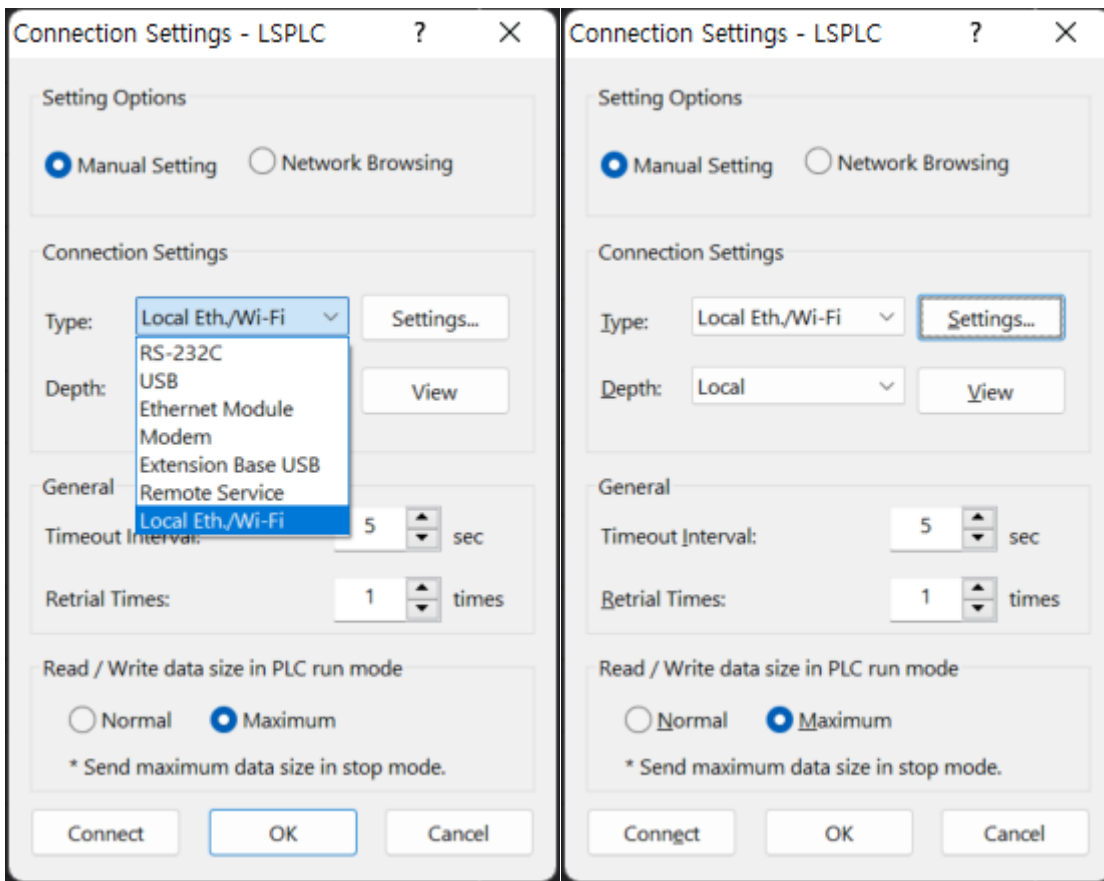 Connection Settings - LSPLC ? ×
Setting Options
Manual Setting Network Browsing
Connection Settings
Type: Local Eth./Wi-Fi Settings...
RS-232C
Depth: USB View
Ethernet Module
Modem
Extension Base USB
General Remote Service
Local Eth./Wi-Fi
Timeout Interval: 5 sec
Retrial Times: 1 times
Read / Write data size in PLC run mode
Normal Maximum
* Send maximum data size in stop mode.
Connect OK Cancel
Connection Settings - LSPLC ? ×
Setting Options
Manual Setting Network Browsing
Connection Settings
Type: Local Eth./Wi-Fi Settings...
Depth: Local View
General
Timeout Interval: 5 sec
Retrial Times: 1 times
Read / Write data size in PLC run mode
Normal Maximum
* Send maximum data size in stop mode.
Connect OK Cancel